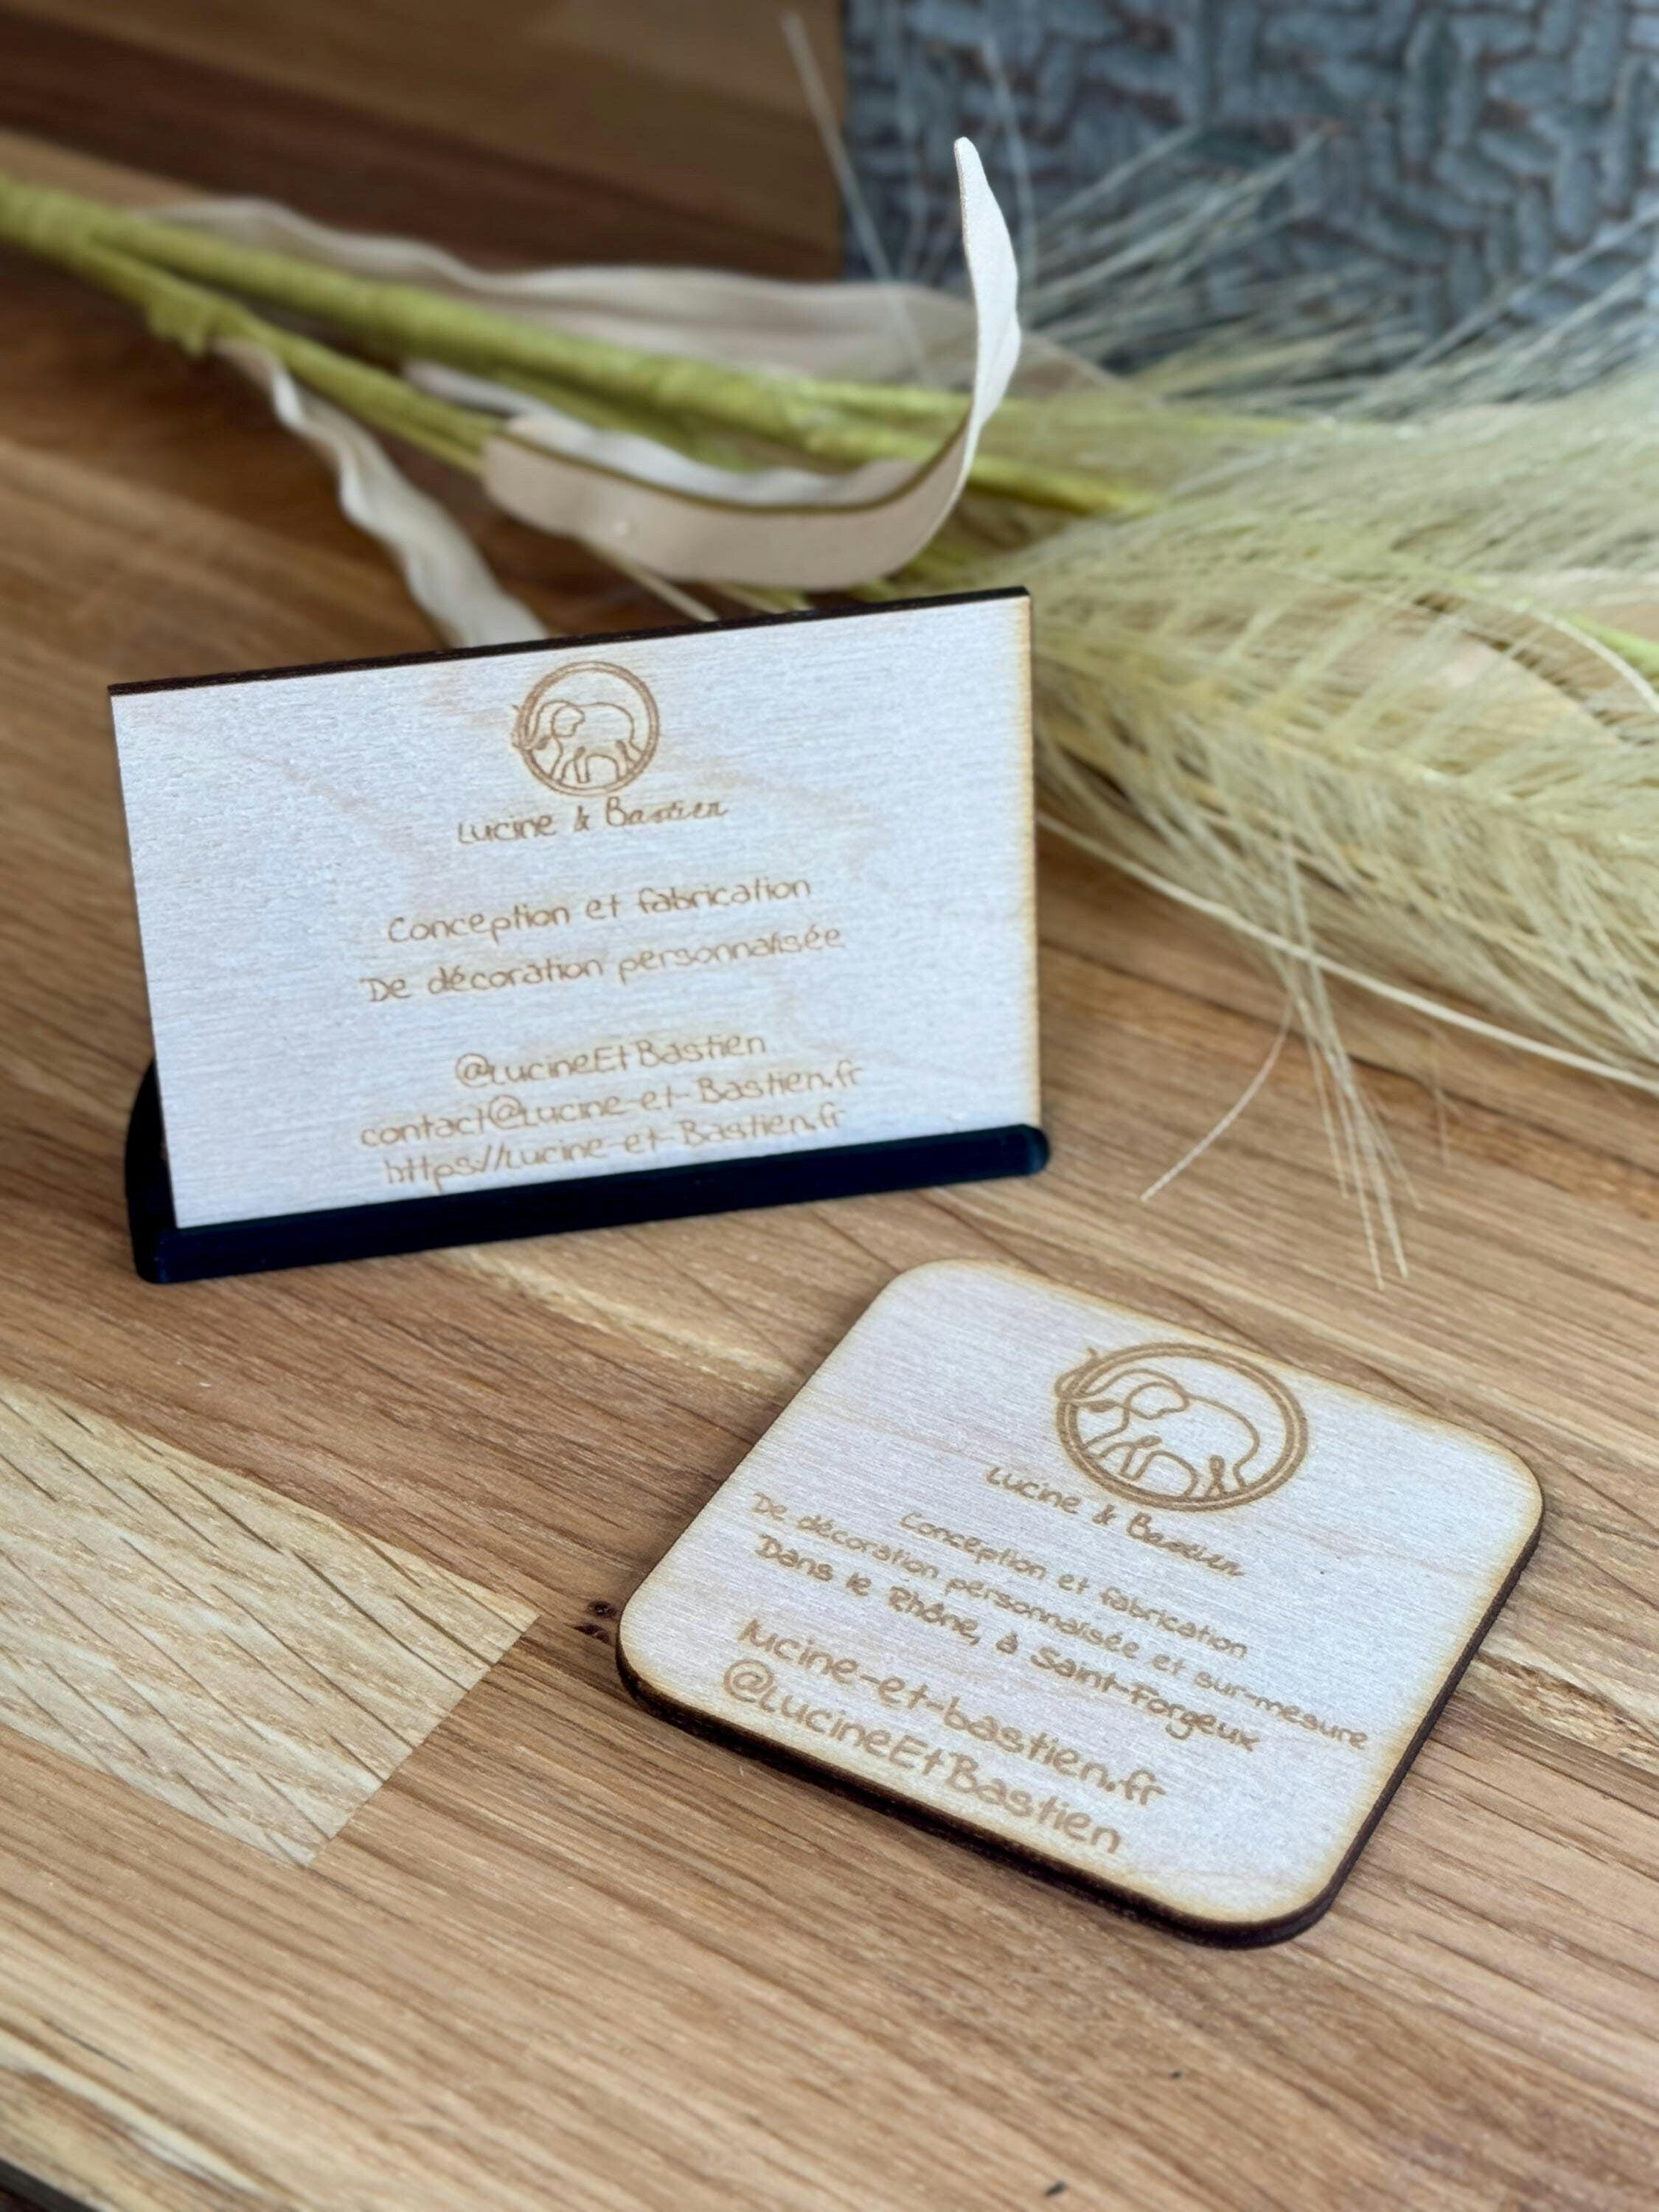 Lucine & Bastien
Conception et fabrication
De décoration personnalisée
@LucineEtBastien
contact@Lucine-et-Bastien.fr
https://Lucine-et-Bastien.fr
Lucine & Bastien
Conception et fabrication
De décoration personnalisée et sur-mesure
Dans le Rhône, à Saint-Forgeux
lucine-et-bastien.fr
@LucineEtBastien